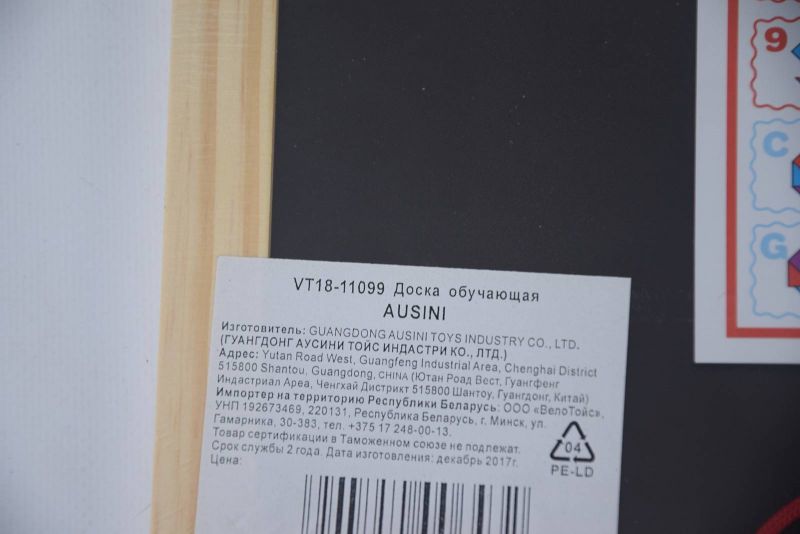 VT18-11099 Доска обучающая
AUSINI
Изготовитель: GUANGDONG AUSINI TOYS INDUSTRY CO., LTD.
(ГУАНГДОНГ АУСИНИ ТОЙС ИНДАСТРИ КО., ЛТД.)
Адрес: Yutan Road West, Guangfeng Industrial Area, Chenghai District
515800 Shantou, Guangdong, CHINA (Ютан Роад Вест, Гуангфенг
Индастриал Ареа, Ченгхай Дистрикт 515800 Шантоу, Гуангдонг, Китай)
Импортер на территорию Республики Беларусь: ООО «ВелоТойс»,
УНП 192673469, 220131, Республика Беларусь, г. Минск, ул.
Гамарника, 30-383, тел. +375 17 248-00-13.
Товар сертификации в Таможенном союзе не подлежат.
Срок службы 2 года. Дата изготовления: декабрь 2017г.
Цена:
04
PE-LD
9
C
G